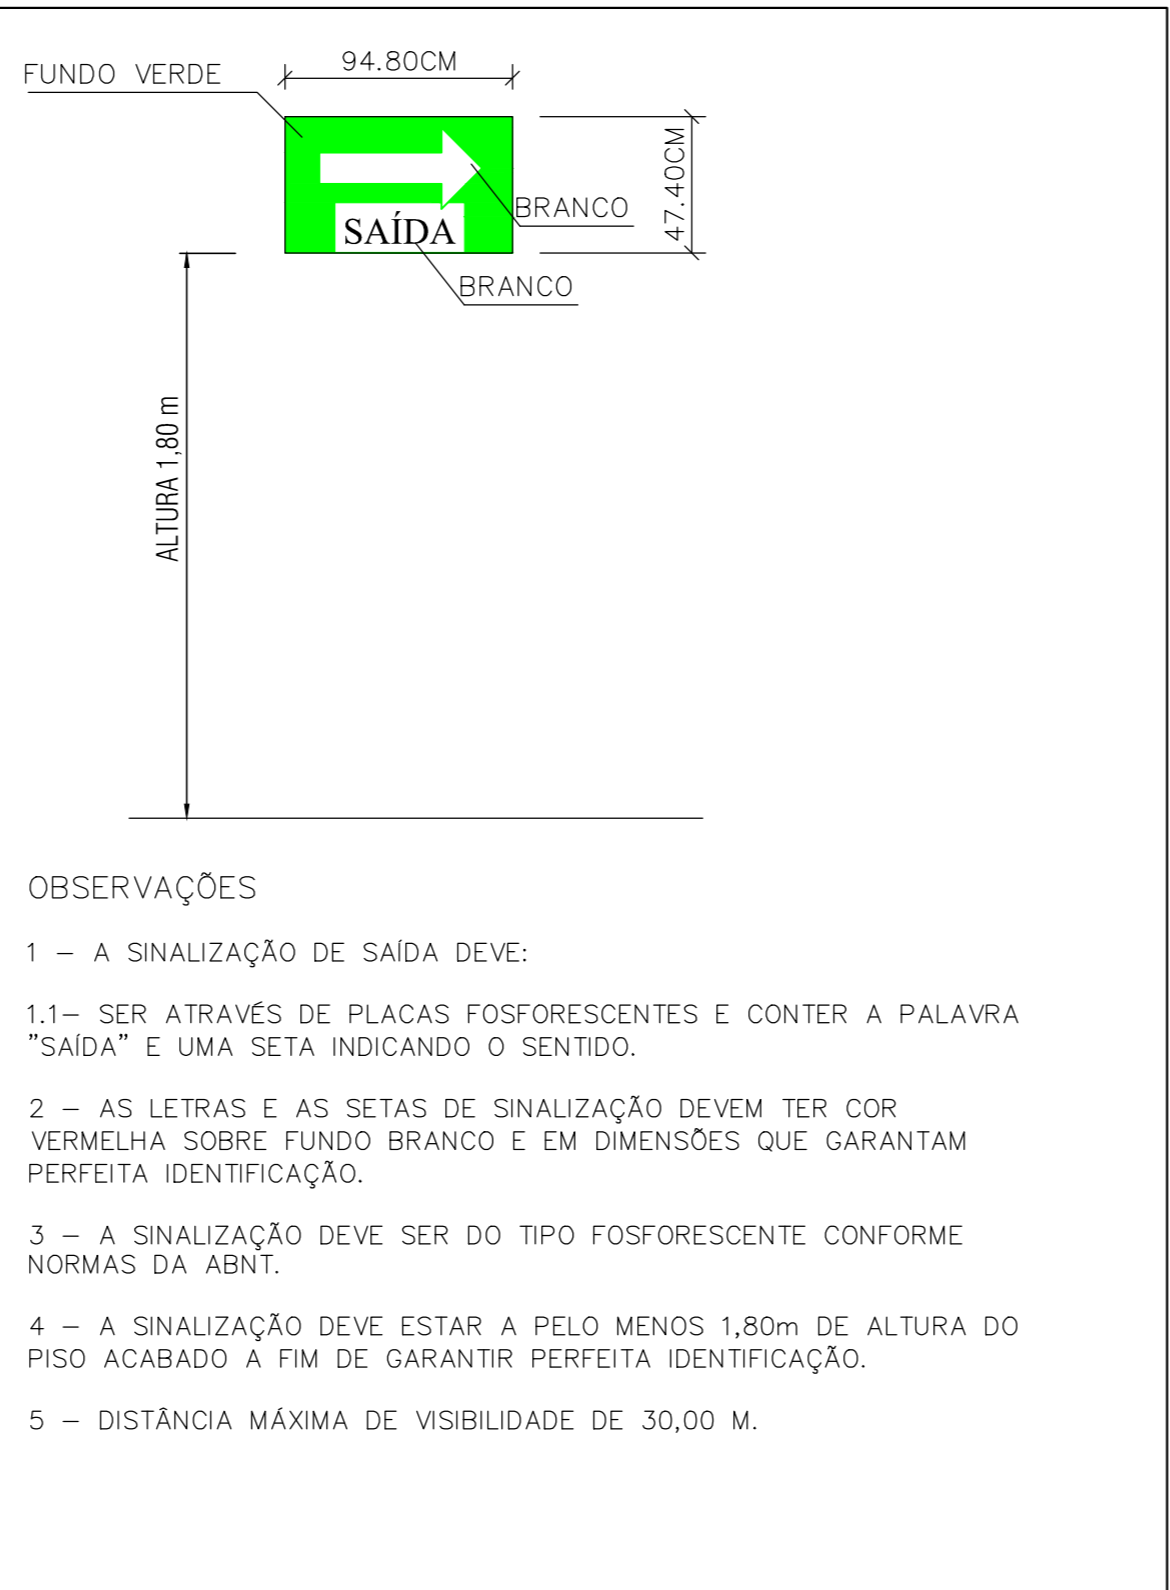 94.80CM
FUNDO VERDE
47.40CM
BRANCO
SAÍDA
BRANCO
ALTURA 1,80 m
OBSERVAÇÕES
1 – A SINALIZAÇÃO DE SAÍDA DEVE:
1.1– SER ATRAVÉS DE PLACAS FOSFORESCENTES E CONTER A PALAVRA
”SAÍDA” E UMA SETA INDICANDO O SENTIDO.
2 – AS LETRAS E AS SETAS DE SINALIZAÇÃO DEVEM TER COR
VERMELHA SOBRE FUNDO BRANCO E EM DIMENSÕES QUE GARANTAM
PERFEITA IDENTIFICAÇÃO.
3 – A SINALIZAÇÃO DEVE SER DO TIPO FOSFORESCENTE CONFORME
NORMAS DA ABNT.
4 – A SINALIZAÇÃO DEVE ESTAR A PELO MENOS 1,80m DE ALTURA DO
PISO ACABADO A FIM DE GARANTIR PERFEITA IDENTIFICAÇÃO.
5 – DISTÂNCIA MÁXIMA DE VISIBILIDADE DE 30,00 M.